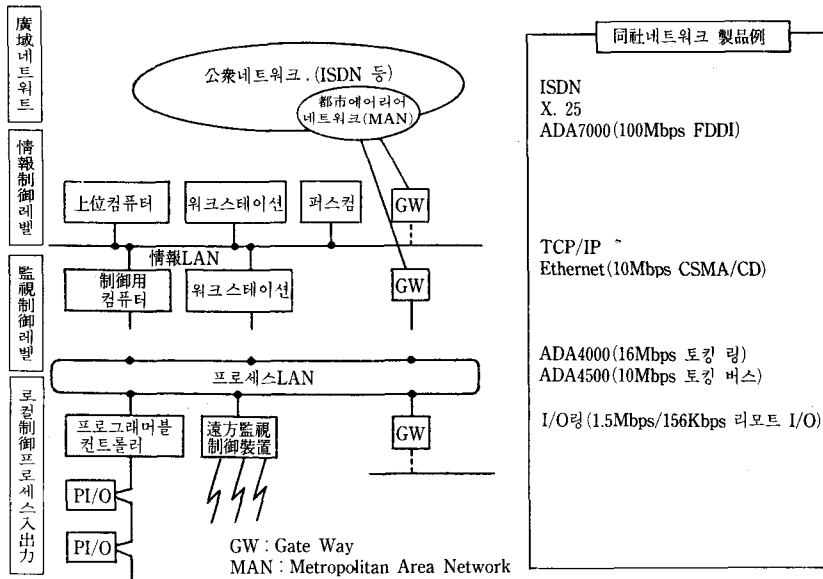 廣域네트워트
公衆네트워크. (ISDN 등)
都市에어리어
네트워크(MAN)
情報制御레벨
上位컴퓨터
워크스테이션
퍼스컴
GW
情報LAN
監視制御레벨
制御用
컴퓨터
워크스테이션
GW
프로세스LAN
로컬制御프로세스入出力
프로그래머블
컨트롤러
遠方監視
制御裝置
GW
PI/O
PI/O
GW : Gate Way
MAN : Metropolitan Area Network
同社네트워크 製品例
ISDN
X. 25
ADA7000(100Mbps FDDI)
TCP/IP
Ethernet(10Mbps CSMA/CD)
ADA4000(16Mbps 토킹 링)
ADA4500(10Mbps 토킹 버스)
I/O링(1.5Mbps/156Kbps 리모트 I/O)